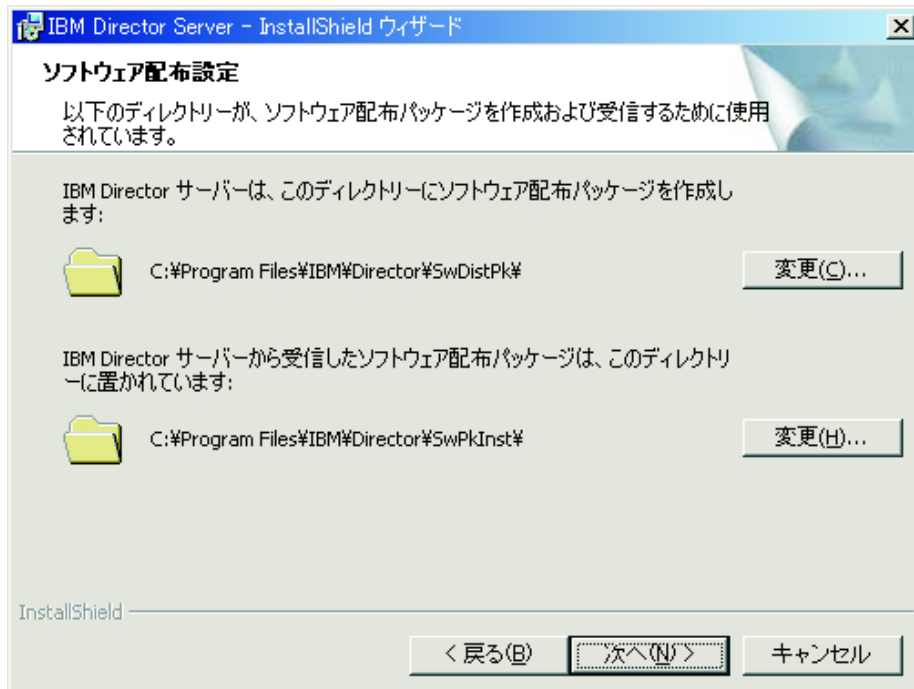 IBM Director Server - InstallShield ウィザード
ソフトウェア配布設定
以下のディレクトリーが、ソフトウェア配布パッケージを作成および受信するために使用
されています。
IBM Director サーバーは、このディレクトリーにソフトウェア配布パッケージを作成し
ます:
C:¥Program Files¥IBM¥Director¥SwDistPk¥
変更(C)...
IBM Director サーバーから受信したソフトウェア配布パッケージは、このディレクトリ
ーに置かれています:
C:¥Program Files¥IBM¥Director¥SwPkInst¥
変更(H)...
InstallShield
< 戻る(B)
次へ(N) >
キャンセル